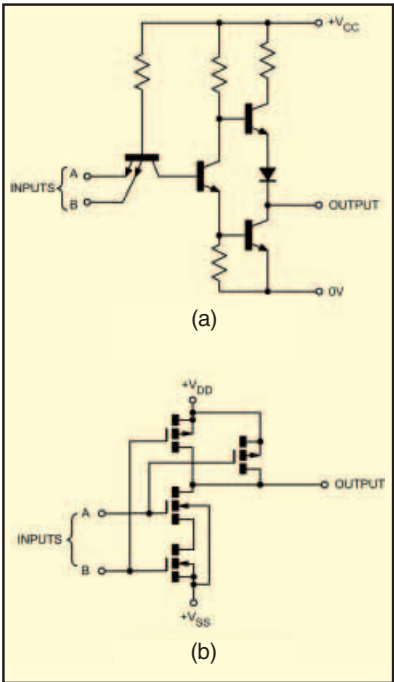 +VCC
INPUTS
A
B
OUTPUT
0V
(a)
+VDD
OUTPUT
INPUTS
A
B
+VSS
(b)